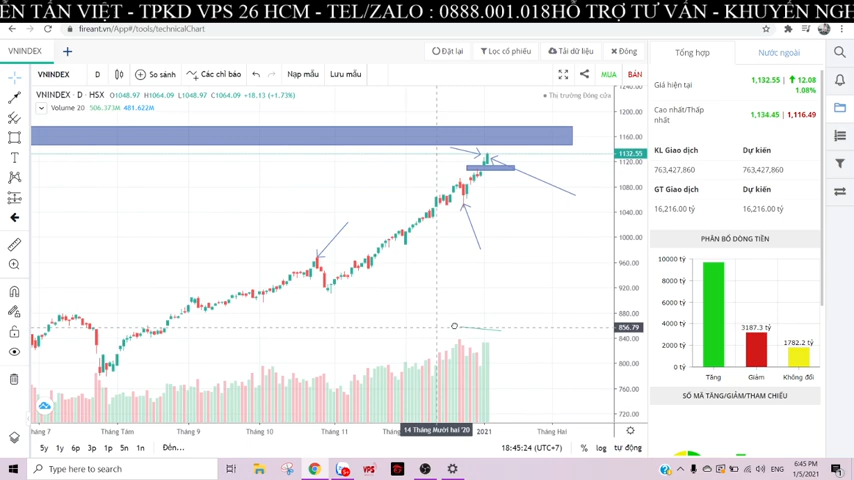 ỄN TẤN VIỆT - TPKD VPS 26 HCM - TEL/ZALO : 0888.001.018HỖ TRỢ TƯ VẤN - KHUYẾN NGH
fireant.vn/App#/tools/technicalChart
VNINDEX
Đặt lại
Lọc cổ phiếu
Tải dữ liệu
Đóng
VNINDEX
D
So sánh
Các chỉ báo
Nạp mẫu
Lưu mẫu
MUA
BÁN
VNINDEX - D - HSX O1048.97 H1064.09 L1048.97 C1064.09 +18.13 (+1.73%)
Thị trường Đóng cửa
Volume 20 506.373M 481.622M
1240.00
1200.00
1160.00
1132.55
1120.00
1080.00
1040.00
1000.00
960.00
920.00
880.00
856.79
840.00
800.00
760.00
720.00
Tháng 7
Tháng Tám
Tháng 9
Tháng 10
Tháng 11
14 Tháng Mười hai '20
2021
Tháng Hai
5y 1y 6p 3p 1p 5n 1n Đến...
18:45:24 (UTC+7)
% log tự động
Tổng hợp
Nước ngoài
Giá hiện tại
1,132.55 | 12.08
1.08%
Cao nhất/Thấp nhất
1,134.45 | 1,116.49
KL Giao dịch
Dự kiến
763,427,860
763,427,860
GT Giao dịch
Dự kiến
16,216.00 tỷ
16,216.00 tỷ
PHÂN BỔ DÒNG TIỀN
10000 tỷ
8000 tỷ
6000 tỷ
4000 tỷ
2000 tỷ
0 tỷ
3187.3 tỷ
1782.2 tỷ
Tăng
Giảm
Không đổi
SỐ MÃ TĂNG/GIẢM/THAM CHIẾU
Type here to search
VPS
ENG
6:45 PM
1/5/2021